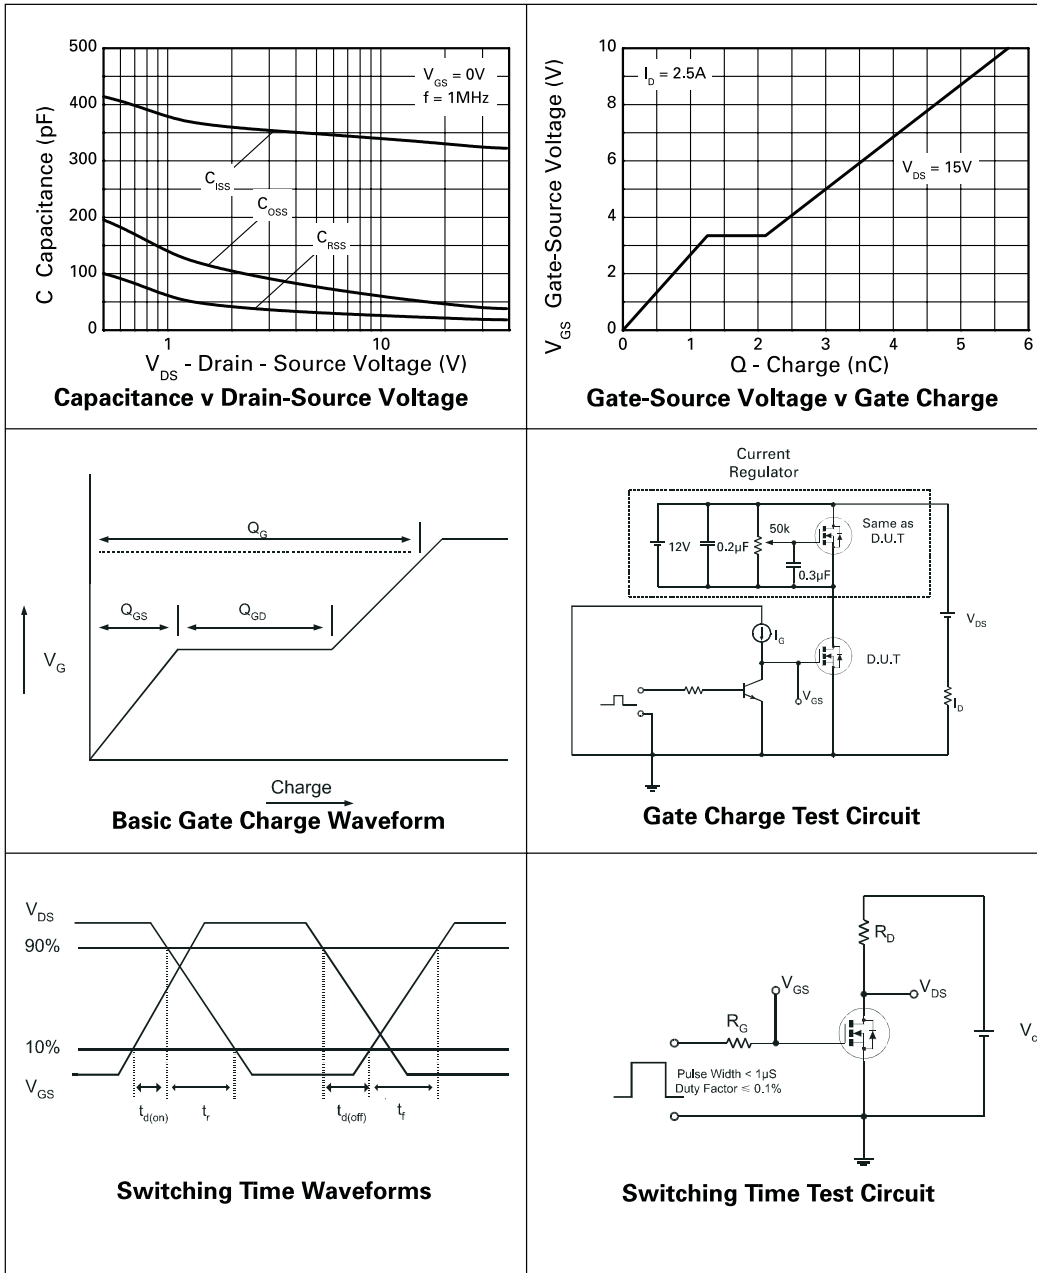 500
400
300
200
100
0
C Capacitance (pF)
V_GS = 0V
f = 1MHz
C_ISS
C_OSS
C_RSS
1
10
V_DS - Drain - Source Voltage (V)
Capacitance v Drain-Source Voltage
10
8
6
4
2
0
V_GS Gate-Source Voltage (V)
I_D = 2.5A
V_DS = 15V
0
1
2
3
4
5
6
Q - Charge (nC)
Gate-Source Voltage v Gate Charge
Q_G
Q_GS
Q_GD
V_G
Charge
Basic Gate Charge Waveform
Current
Regulator
12V
0.2µF
50k
0.3µF
Same as
D.U.T
I_G
V_GS
D.U.T
V_DS
I_D
Gate Charge Test Circuit
V_DS
90%
10%
V_GS
t_d(on)
t_r
t_d(off)
t_f
Switching Time Waveforms
R_D
V_GS
V_DS
R_G
Pulse Width < 1µS
Duty Factor ≤ 0.1%
Switching Time Test Circuit